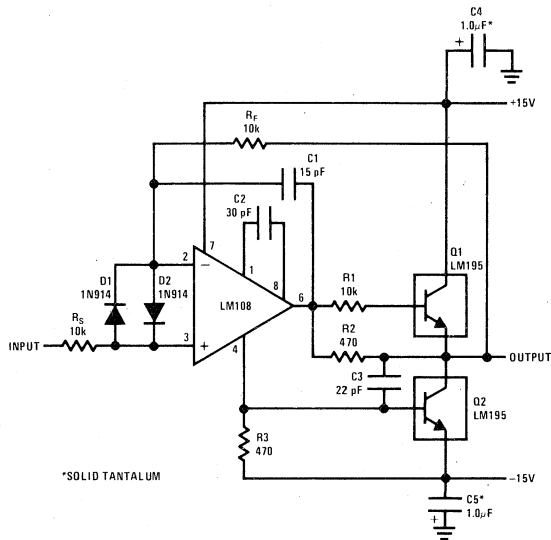 C4
1.0µF*
+
+15V
RF
10k
C1
15 pF
C2
30 pF
Q1
LM195
7
2
−
1
8
D1
1N914
D2
1N914
LM108
6
R1
10k
RS
10k
R2
470
INPUT
3
+
4
OUTPUT
C3
22 pF
Q2
LM195
R3
470
*SOLID TANTALUM
−15V
C5*
1.0µF
+